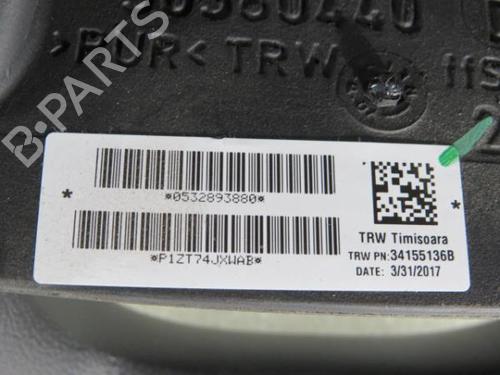 >PUR< TRW
B-PARTS
*0532893880*
*P1ZT74JXWAB*
TRW Timisoara
TRW PN: 34155136B
DATE: 3/31/2017